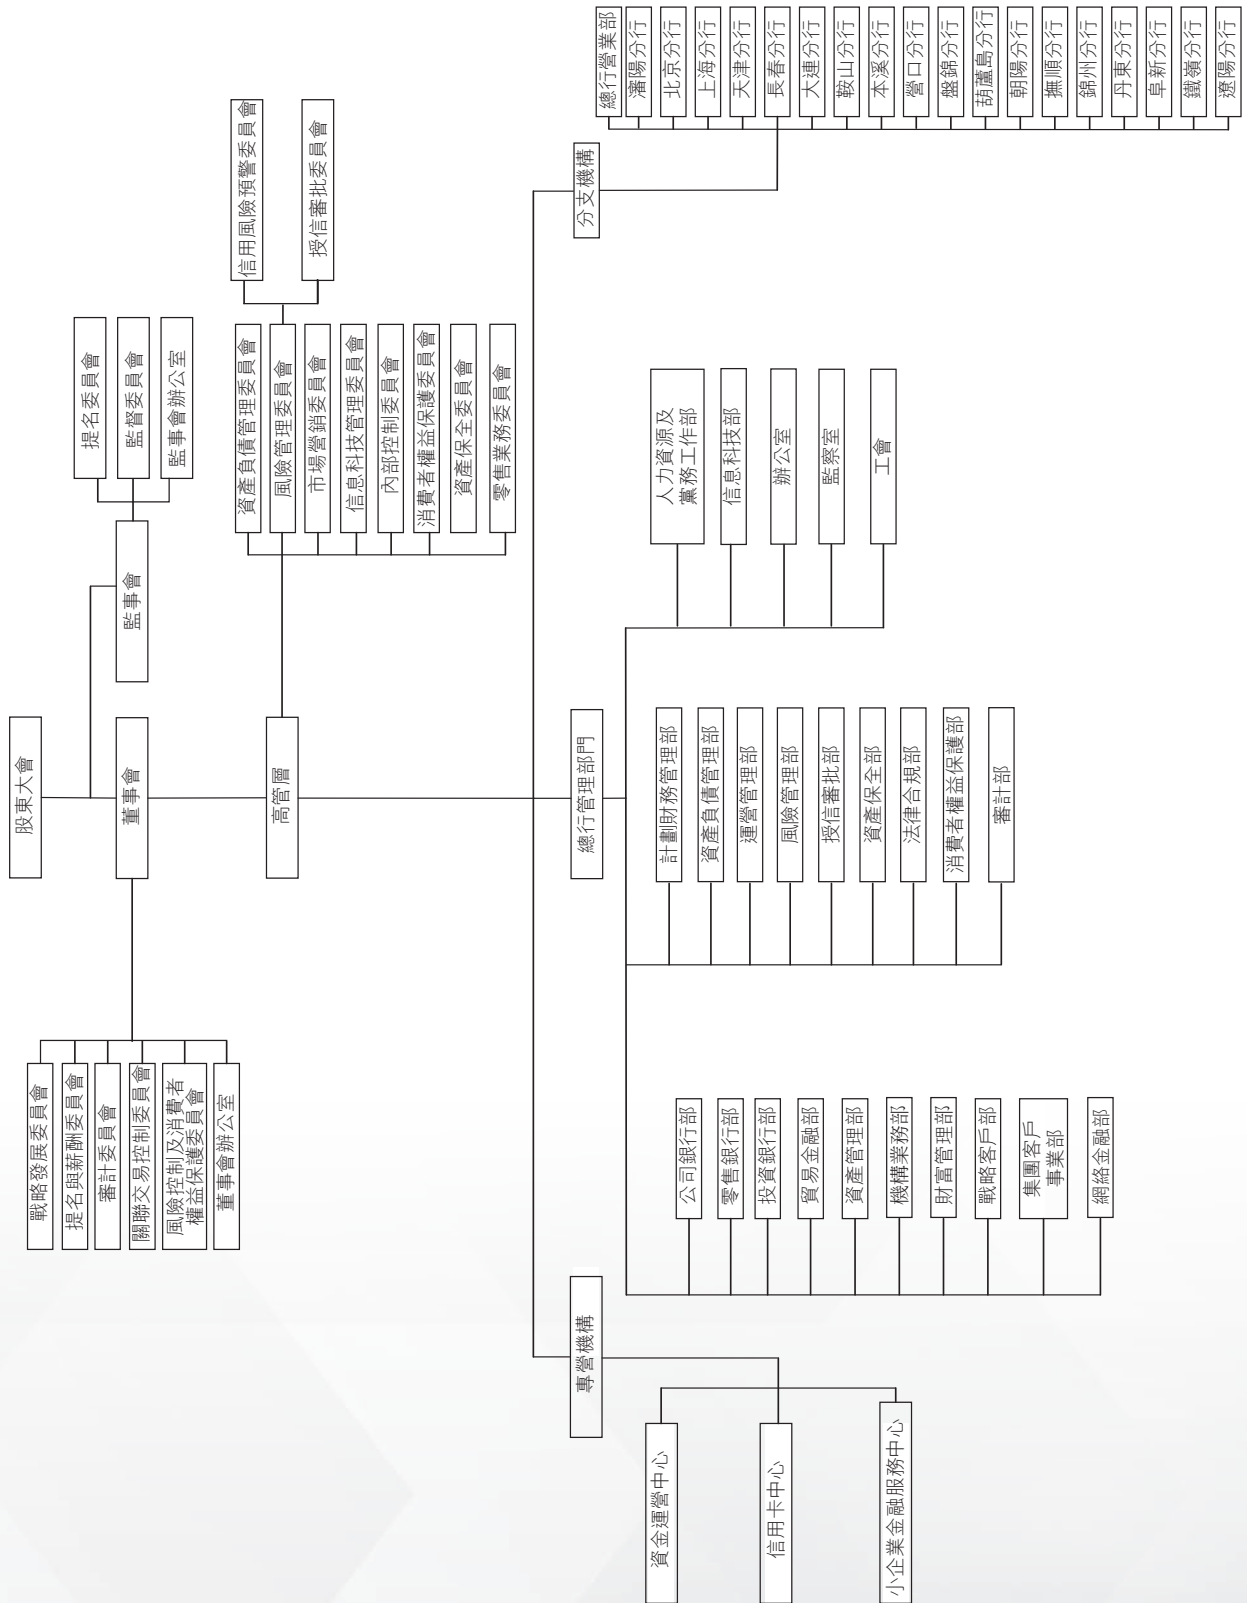 股東大會
監事會
提名委員會
監督委員會
監事會辦公室
董事會
戰略發展委員會
提名與薪酬委員會
審計委員會
關聯交易控制委員會
風險控制及消費者
權益保護委員會
董事會辦公室
高管層
資產負債管理委員會
風險管理委員會
市場營銷委員會
信息科技管理委員會
內部控制委員會
消費者權益保護委員會
資產保全委員會
零售業務委員會
信用風險預警委員會
授信審批委員會
專營機構
總行管理部門
分支機構
資金運營中心
信用卡中心
小企業金融服務中心
公司銀行部
零售銀行部
投資銀行部
貿易金融部
資產管理部
機構業務部
財富管理部
戰略客戶部
集團客戶
事業部
網絡金融部
計劃財務管理部
資產負債管理部
運營管理部
風險管理部
授信審批部
資產保全部
法律合規部
消費者權益保護部
審計部
人力資源及
黨務工作部
信息科技部
辦公室
監察室
工會
總行營業部
瀋陽分行
北京分行
上海分行
天津分行
長春分行
大連分行
鞍山分行
本溪分行
營口分行
盤錦分行
葫蘆島分行
朝陽分行
撫順分行
錦州分行
丹東分行
阜新分行
鐵嶺分行
遼陽分行